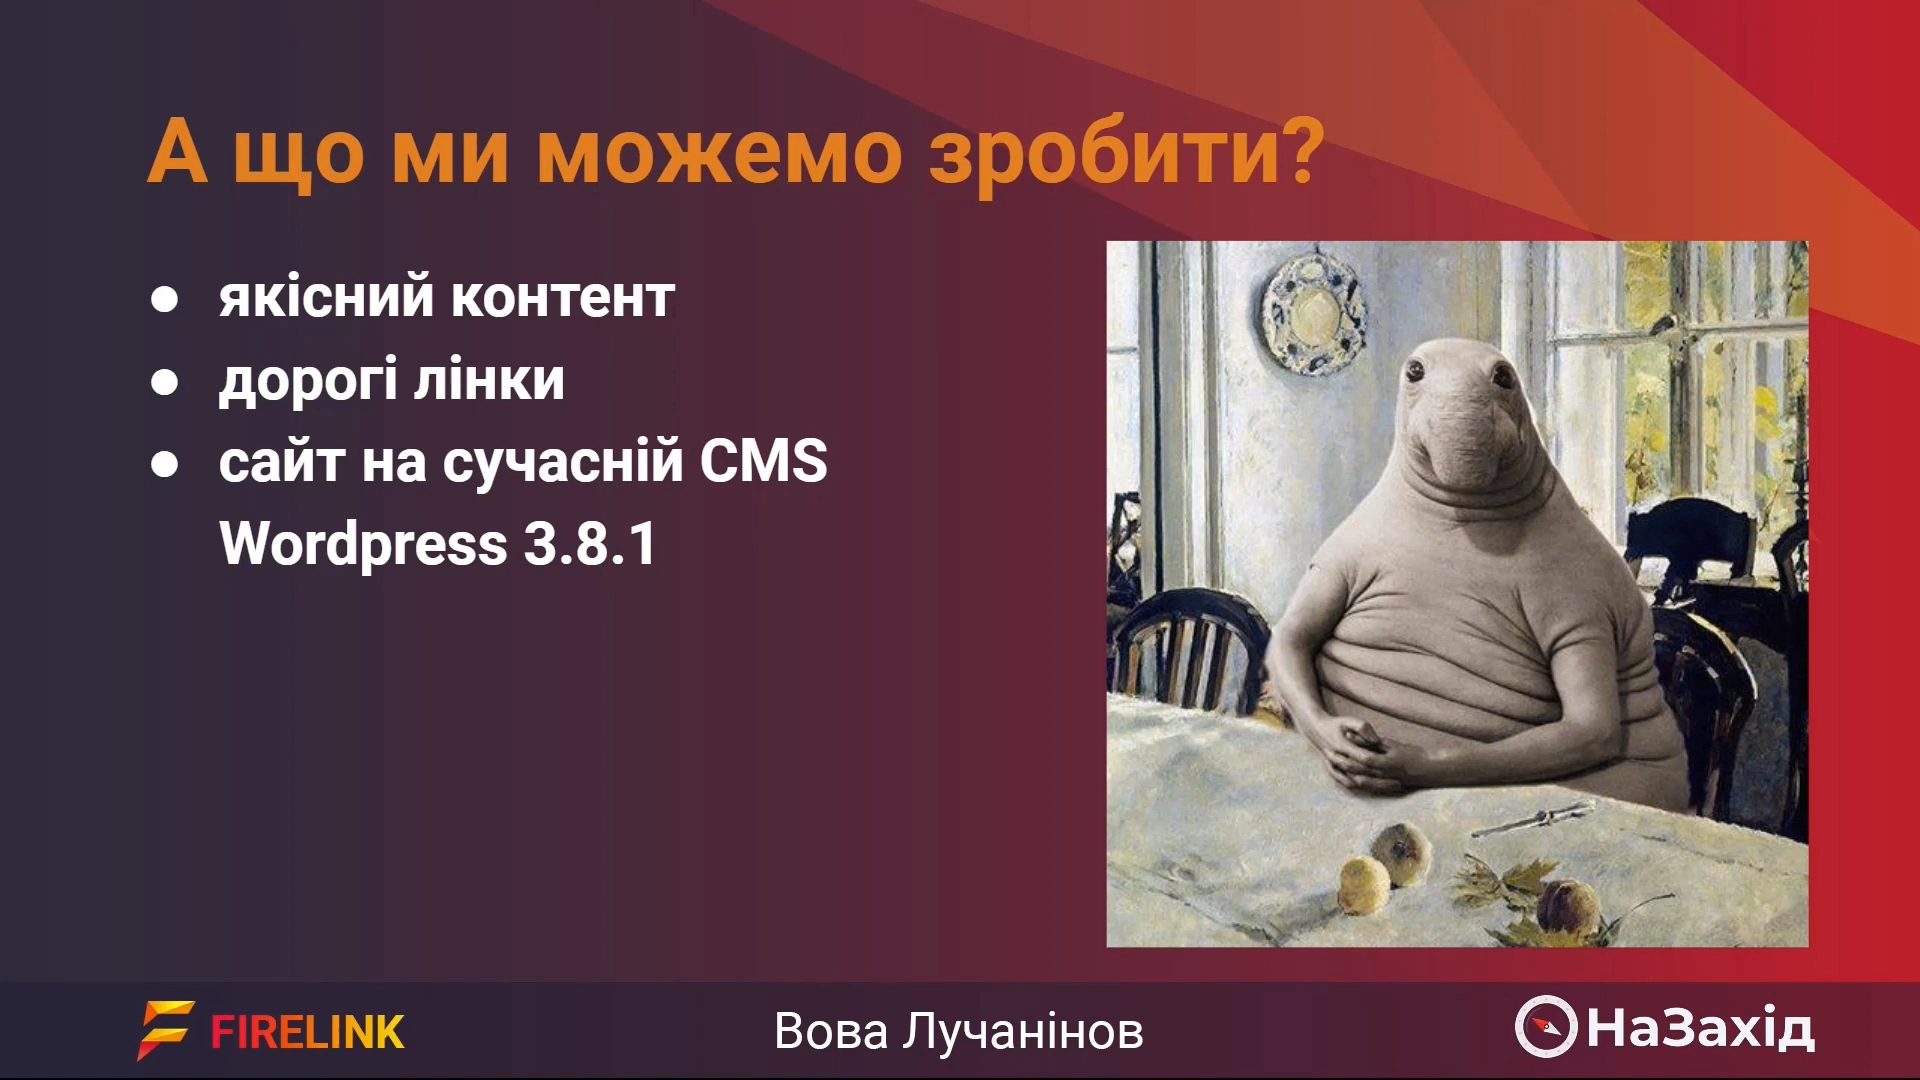 А що ми можемо зробити?
● якісний контент
● дорогі лінки
● сайт на сучасній CMS
Wordpress 3.8.1
FIRELINK
Вова Лучанінов
НаЗахід